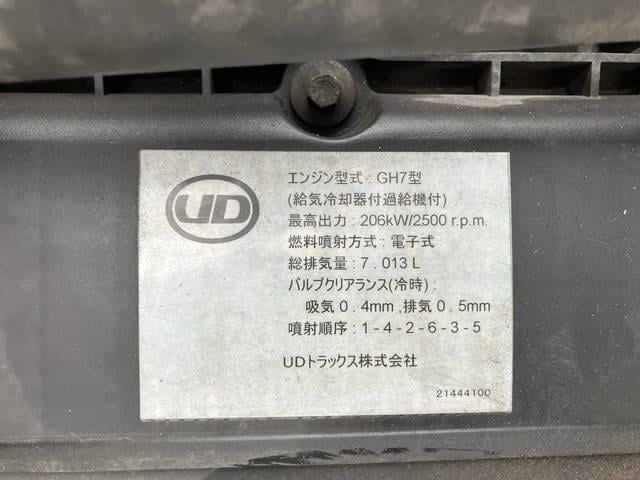 UD
エンジン型式 : GH7型
(給気冷却器付過給機付)
最高出力 : 206kW/2500 r.p.m.
燃料噴射方式 : 電子式
総排気量 : 7 . 013 L
バルブクリアランス(冷時) :
吸気 0 . 4mm ,排気 0 . 5mm
噴射順序 : 1 - 4 - 2 - 6 - 3 - 5
UDトラックス株式会社
21444100